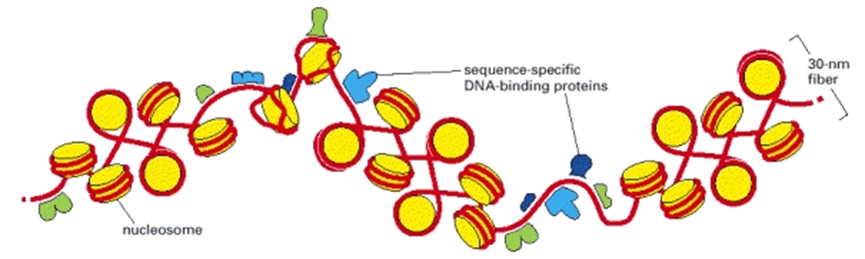 sequence-specific
DNA-binding proteins
30-nm
fiber
nucleosome